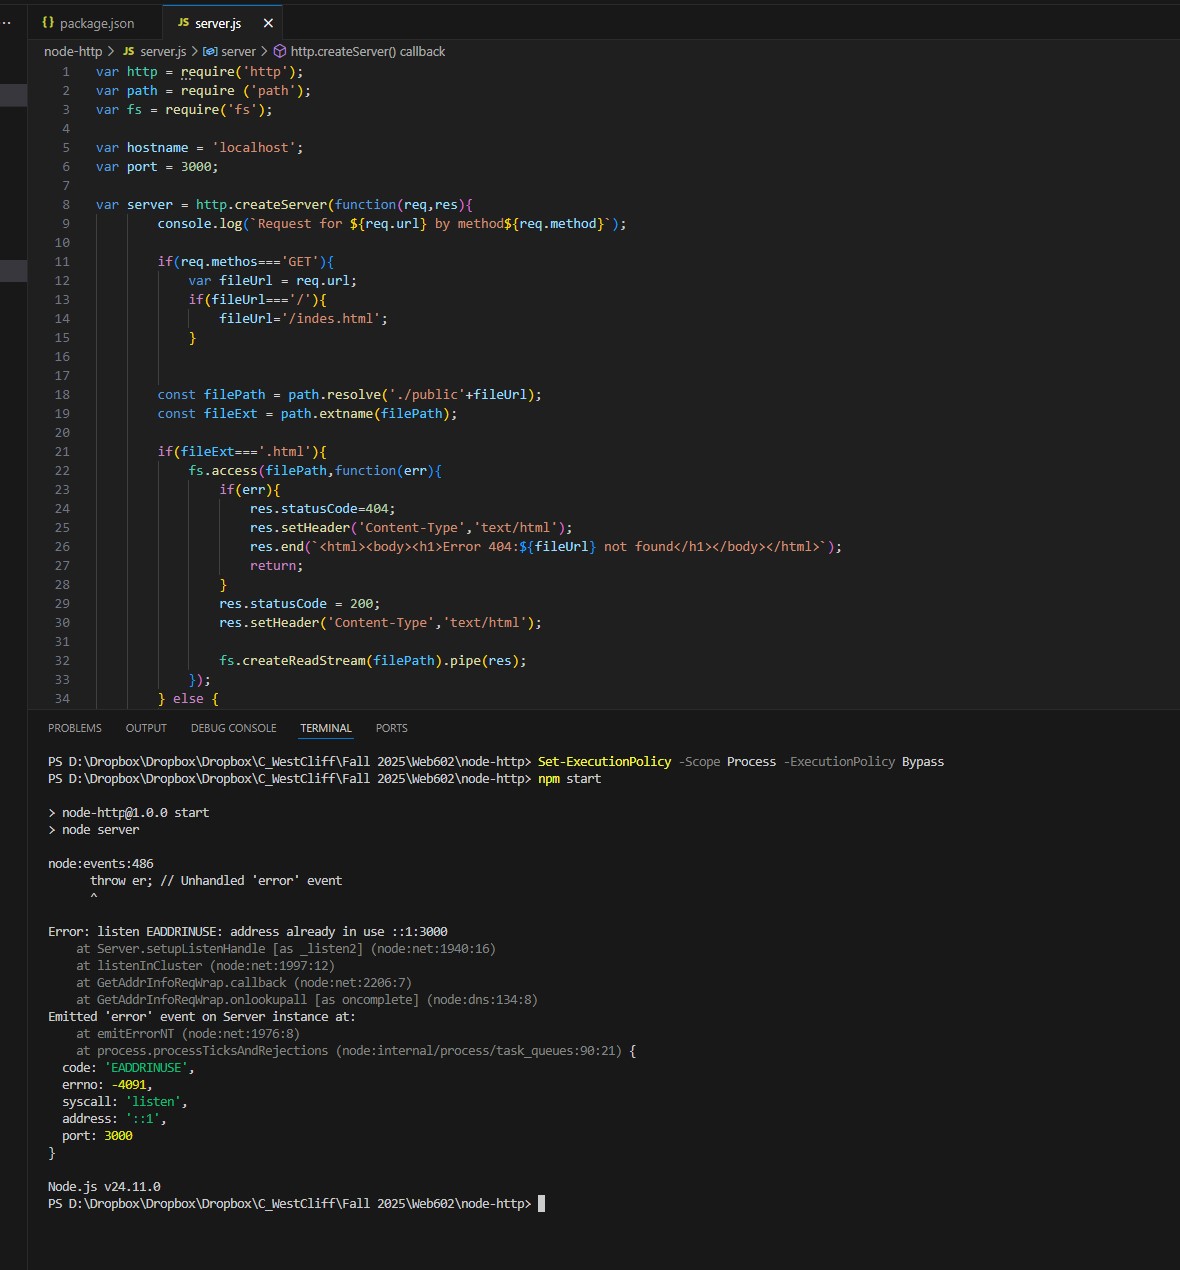 ···
{} package.json
JS server.js ×
node-http > JS server.js > server > http.createServer() callback
1 var http = require('http');
2 var path = require ('path');
3 var fs = require('fs');
4
5 var hostname = 'localhost';
6 var port = 3000;
7
8 var server = http.createServer(function(req,res){
9 console.log(`Request for ${req.url} by method${req.method}`);
10
11 if(req.methos==='GET'){
12 var fileUrl = req.url;
13 if(fileUrl==='/'){
14 fileUrl='/indes.html';
15 }
16
17
18 const filePath = path.resolve('./public'+fileUrl);
19 const fileExt = path.extname(filePath);
20
21 if(fileExt==='.html'){
22 fs.access(filePath,function(err){
23 if(err){
24 res.statusCode=404;
25 res.setHeader('Content-Type','text/html');
26 res.end(`<html><body><h1>Error 404:${fileUrl} not found</h1></body></html>`);
27 return;
28 }
29 res.statusCode = 200;
30 res.setHeader('Content-Type','text/html');
31
32 fs.createReadStream(filePath).pipe(res);
33 });
34 } else {
PROBLEMS OUTPUT DEBUG CONSOLE TERMINAL PORTS
PS D:\Dropbox\Dropbox\Dropbox\C_WestCliff\Fall 2025\Web602\node-http> Set-ExecutionPolicy -Scope Process -ExecutionPolicy Bypass
PS D:\Dropbox\Dropbox\Dropbox\C_WestCliff\Fall 2025\Web602\node-http> npm start
> node-http@1.0.0 start
> node server
node:events:486
throw er; // Unhandled 'error' event
^
Error: listen EADDRINUSE: address already in use ::1:3000
at Server.setupListenHandle [as _listen2] (node:net:1940:16)
at listenInCluster (node:net:1997:12)
at GetAddrInfoReqWrap.callback (node:net:2206:7)
at GetAddrInfoReqWrap.onlookupall [as oncomplete] (node:dns:134:8)
Emitted 'error' event on Server instance at:
at emitErrorNT (node:net:1976:8)
at process.processTicksAndRejections (node:internal/process/task_queues:90:21) {
code: 'EADDRINUSE',
errno: -4091,
syscall: 'listen',
address: '::1',
port: 3000
}
Node.js v24.11.0
PS D:\Dropbox\Dropbox\Dropbox\C_WestCliff\Fall 2025\Web602\node-http>